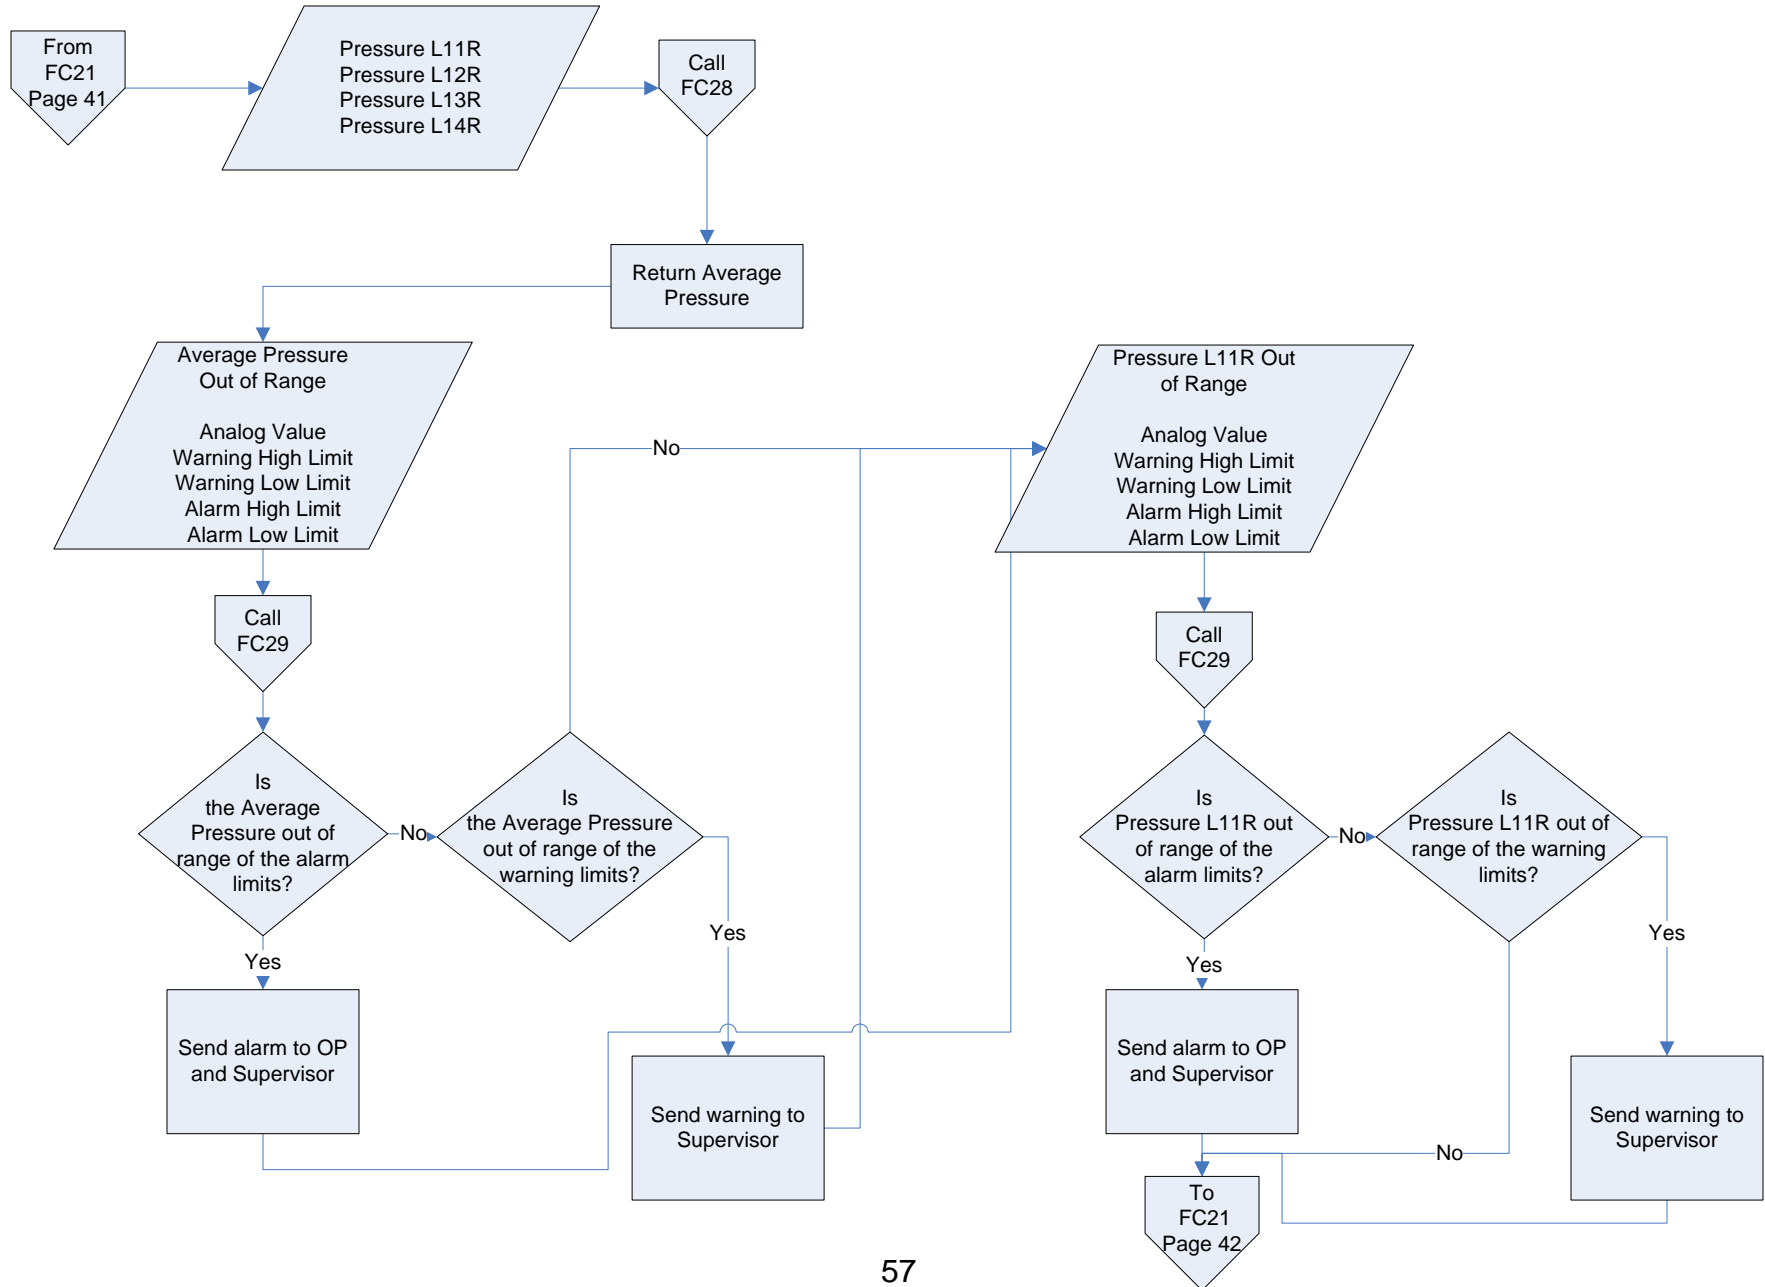 From
FC21
Page 41
Pressure L11R
Pressure L12R
Pressure L13R
Pressure L14R
Call
FC28
Return Average
Pressure
Average Pressure
Out of Range
Analog Value
Warning High Limit
Warning Low Limit
Alarm High Limit
Alarm Low Limit
Call
FC29
Is
the Average
Pressure out of
range of the alarm
limits?
No
Is
the Average Pressure
out of range of the
warning limits?
No
Yes
Yes
Send alarm to OP
and Supervisor
Send warning to
Supervisor
Pressure L11R Out
of Range
Analog Value
Warning High Limit
Warning Low Limit
Alarm High Limit
Alarm Low Limit
Call
FC29
Is
Pressure L11R out
of range of the
alarm limits?
No
Is
Pressure L11R out of
range of the warning
limits?
Yes
Yes
Send alarm to OP
and Supervisor
Send warning to
Supervisor
No
To
FC21
Page 42
57